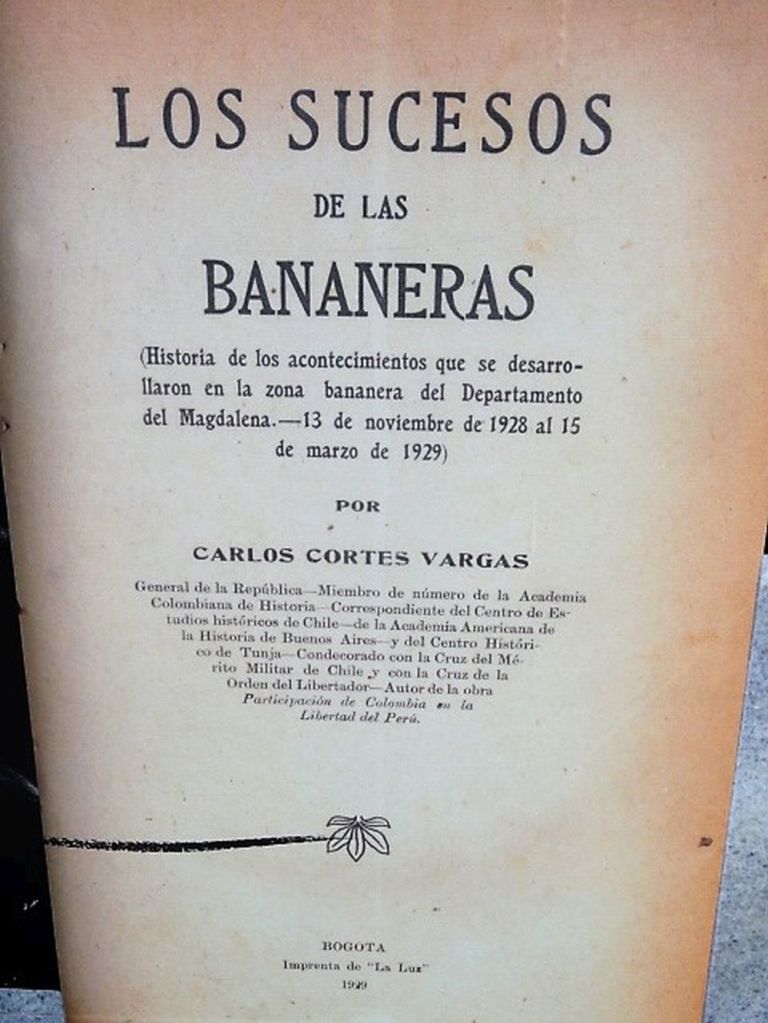 LOS SUCESOS
DE LAS
BANANERAS
(Historia de los acontecimientos que se desarro-
llaron en la zona bananera del Departamento
del Magdalena.—13 de noviembre de 1928 al 15
de marzo de 1929)
POR
CARLOS CORTES VARGAS
General de la República—Miembro de número de la Academia
Colombiana de Historia—Correspondiente del Centro de Es-
tudios históricos de Chile—de la Academia Americana de
la Historia de Buenos Aires—y del Centro Históri-
co de Tunja—Condecorado con la Cruz del Mé-
rito Militar de Chile y con la Cruz de la
Orden del Libertador—Autor de la obra
Participación de Colombia en la
Libertad del Perú.
BOGOTA
Imprenta de "La Luz"
1929